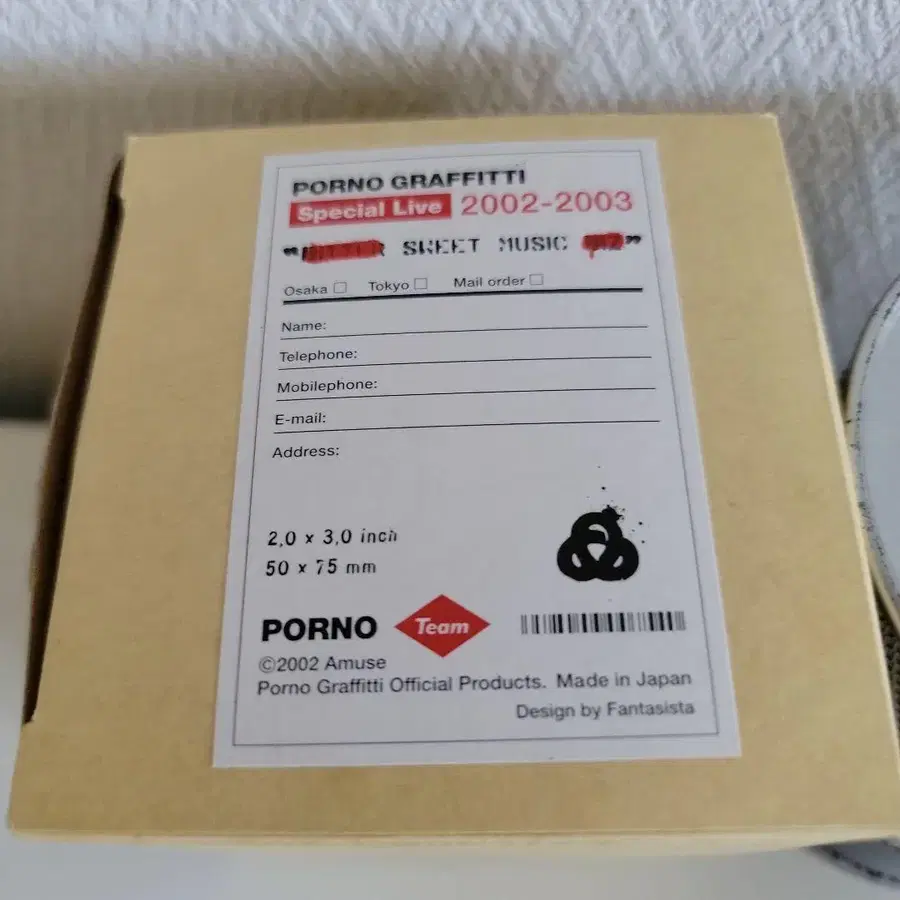 PORNO GRAFFITTI
Special Live 2002-2003
" SWEET MUSIC "
Osaka □ Tokyo □ Mail order □
Name:
Telephone:
Mobilephone:
E-mail:
Address:
2,0 x 3,0 inch
50 x 75 mm
PORNO Team
©2002 Amuse
Porno Graffitti Official Products. Made in Japan
Design by Fantasista